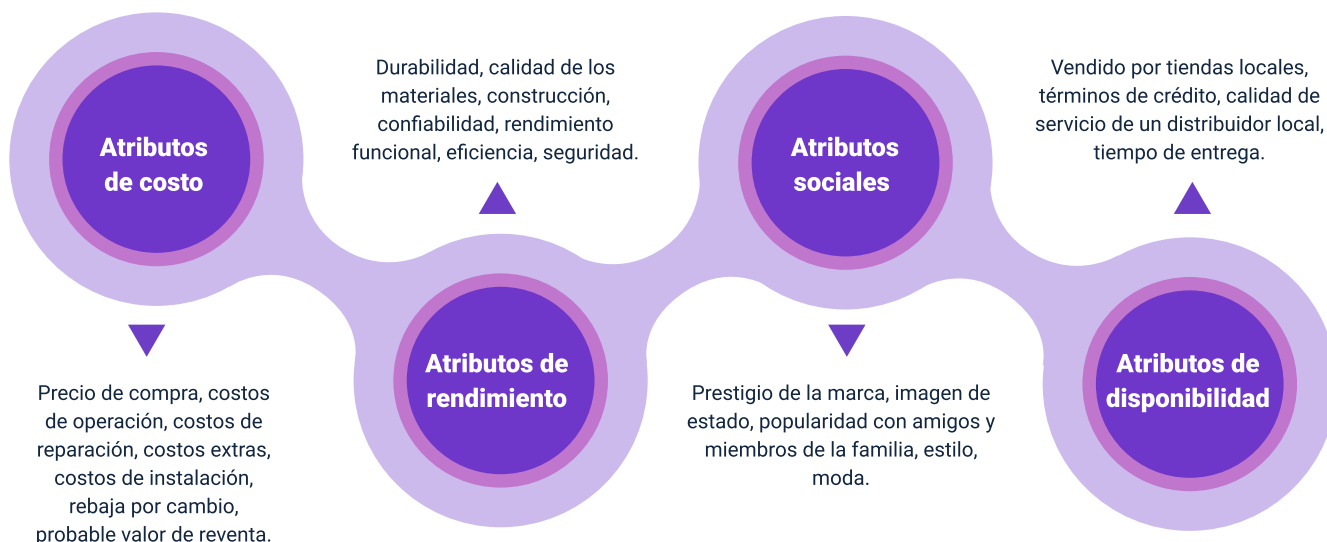 Atributos
de costo
Precio de compra, costos
de operación, costos de
reparación, costos extras,
costos de instalación,
rebaja por cambio,
probable valor de reventa.
Durabilidad, calidad de los
materiales, construcción,
confiabilidad, rendimiento
funcional, eficiencia, seguridad.
Atributos de
rendimiento
Atributos
sociales
Prestigio de la marca, imagen de
estado, popularidad con amigos y
miembros de la familia, estilo,
moda.
Vendido por tiendas locales,
términos de crédito, calidad de
servicio de un distribuidor local,
tiempo de entrega.
Atributos de
disponibilidad